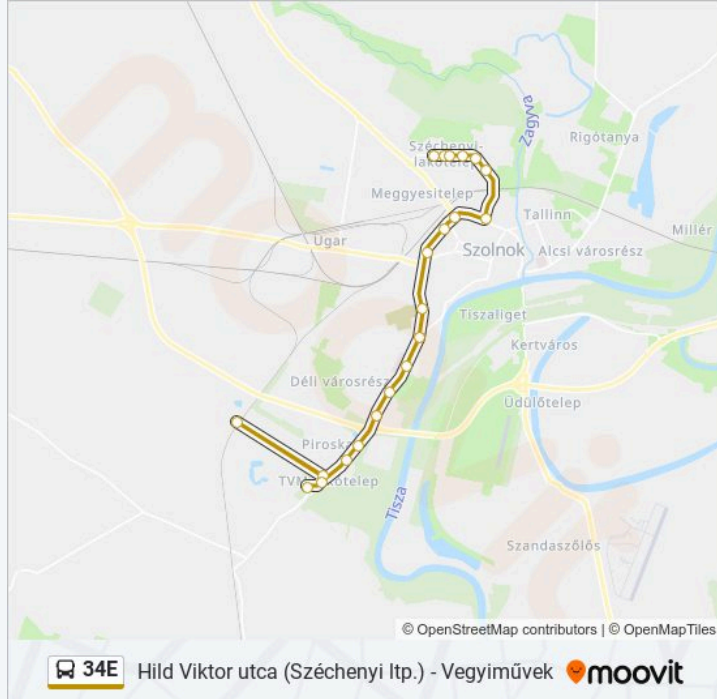 Széchenyi-
lakótelep
Zagyva
Rigótanya
Meggyesitelep
Tallinn
Millér
Ugar
Szolnok
Alcsi városrész
Tiszaliget
Kertváros
Déli városrész
Üdülőtelep
Piroska
TVM lakótelep
Tisza
Szandaszőlős
© OpenStreetMap contributors | © OpenMapTiles
34E Hild Viktor utca (Széchenyi ltp.) - Vegyiművek moovit